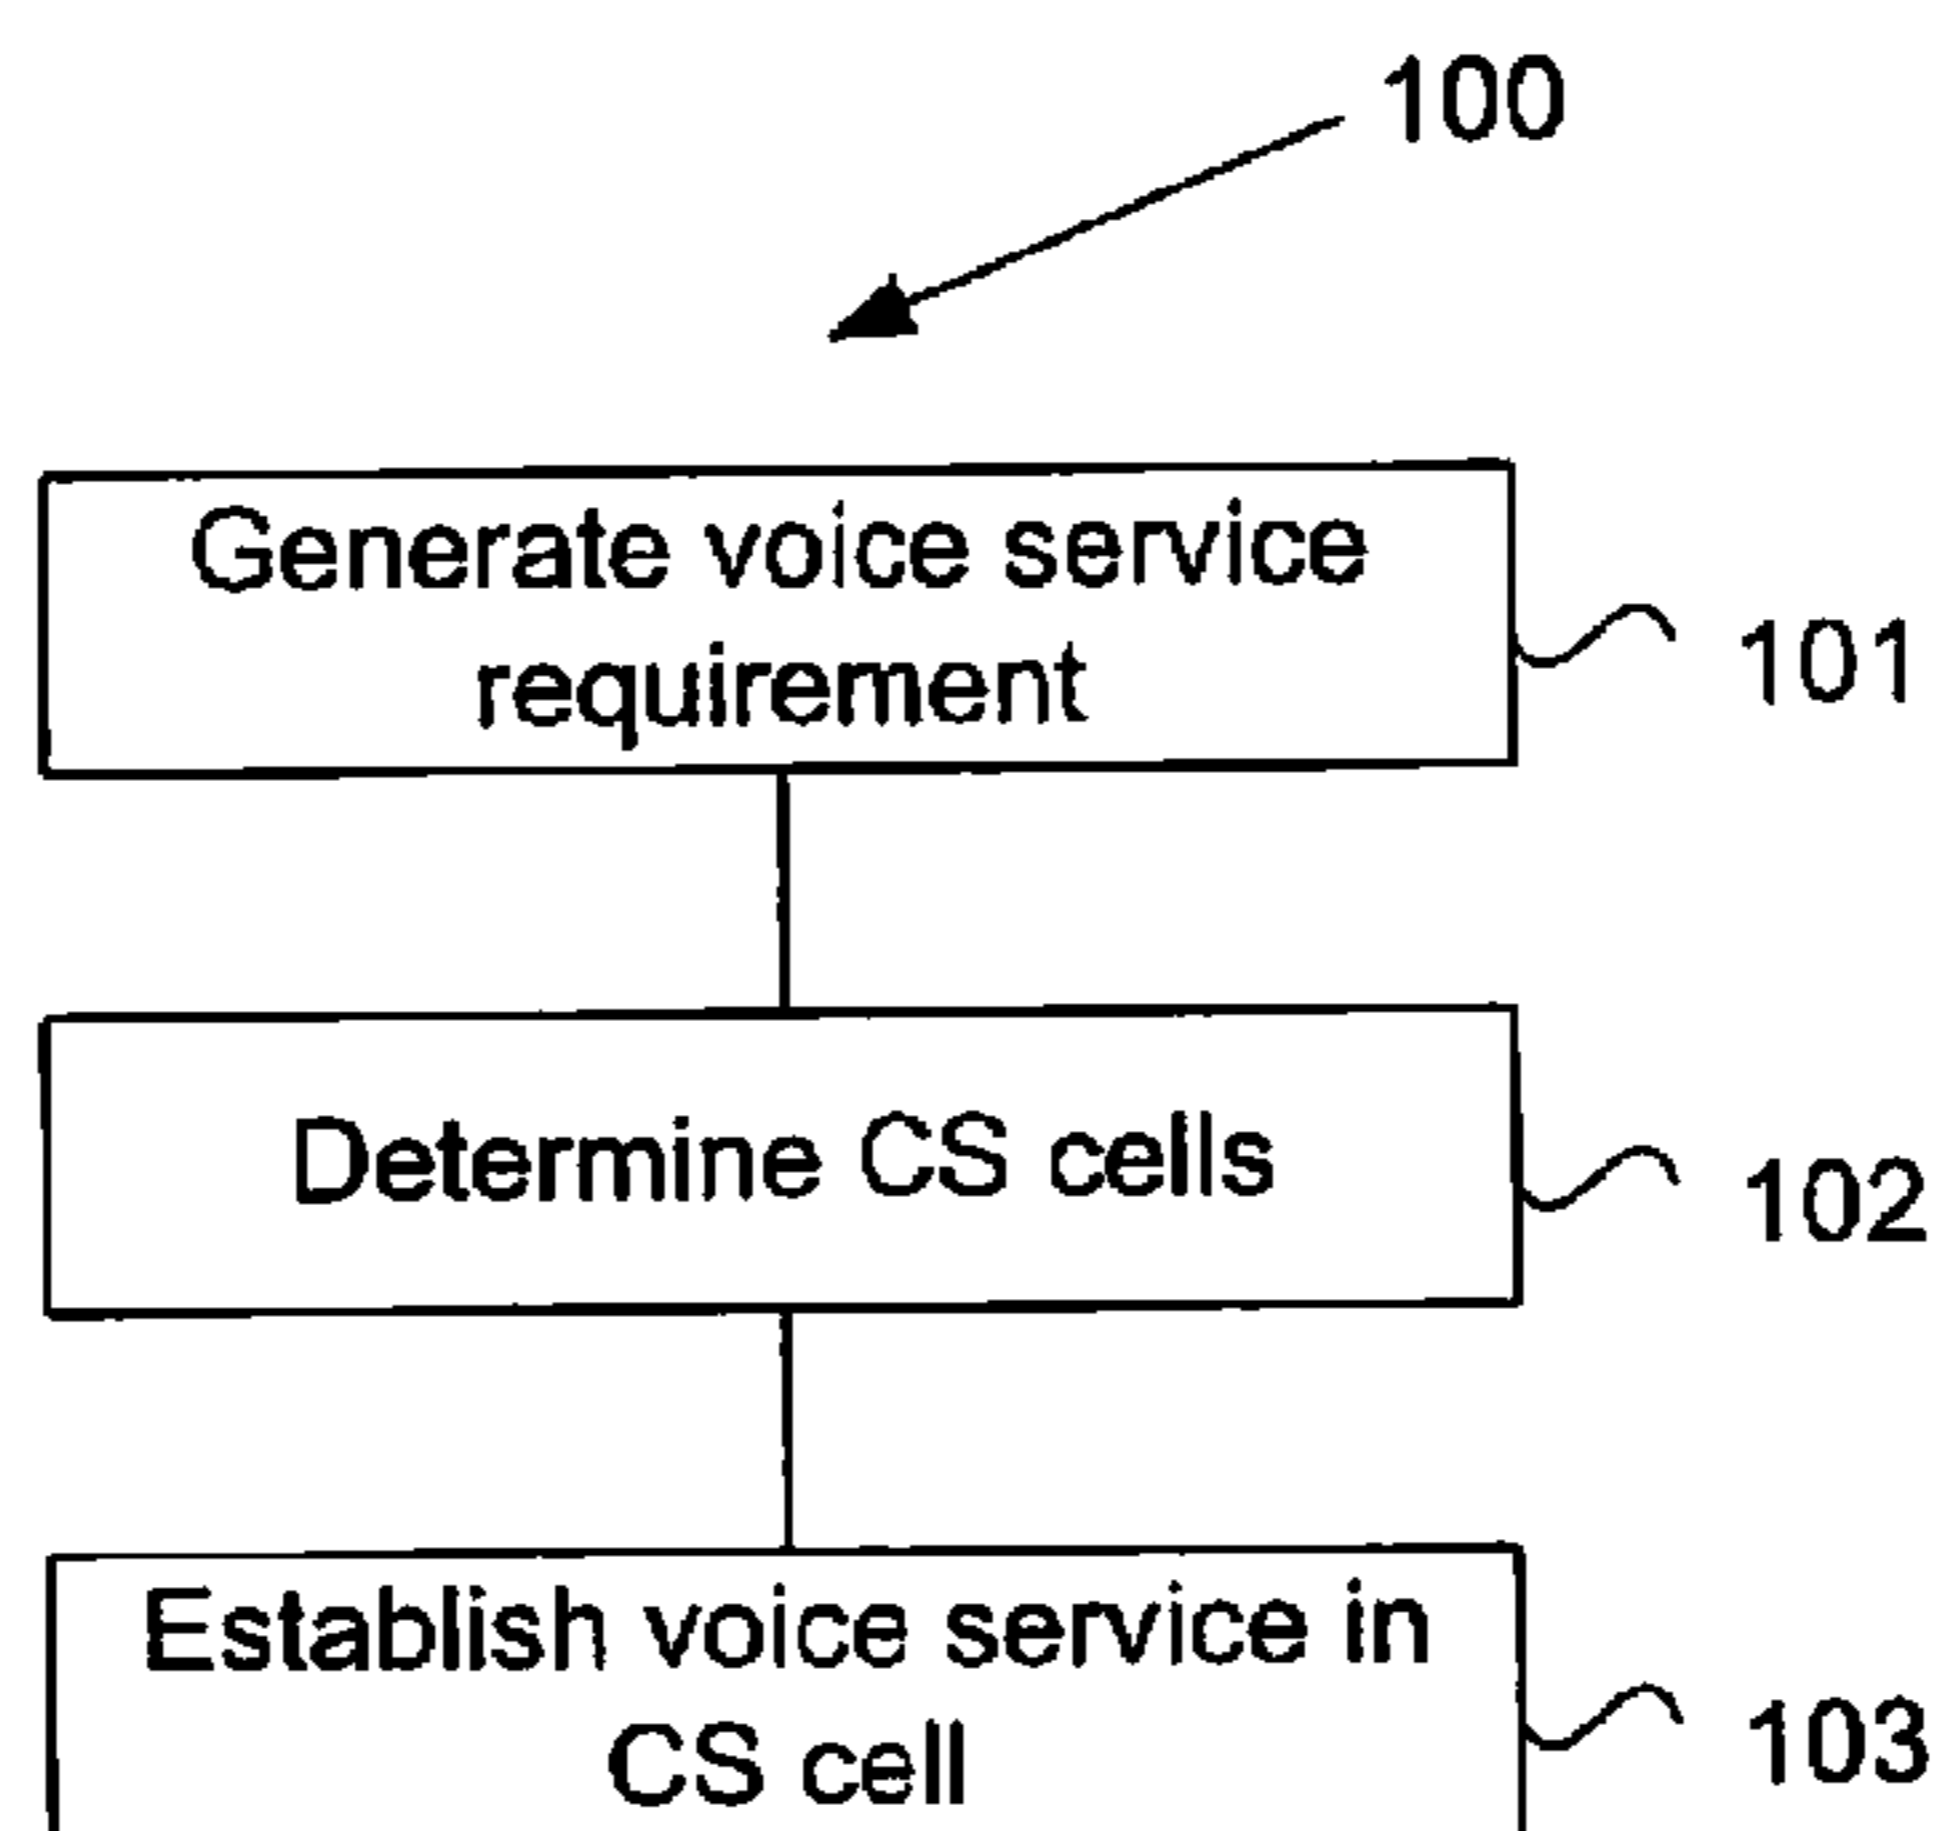 100
Generate voice service
requirement
101
Determine CS cells
102
Establish voice service in
CS cell
103